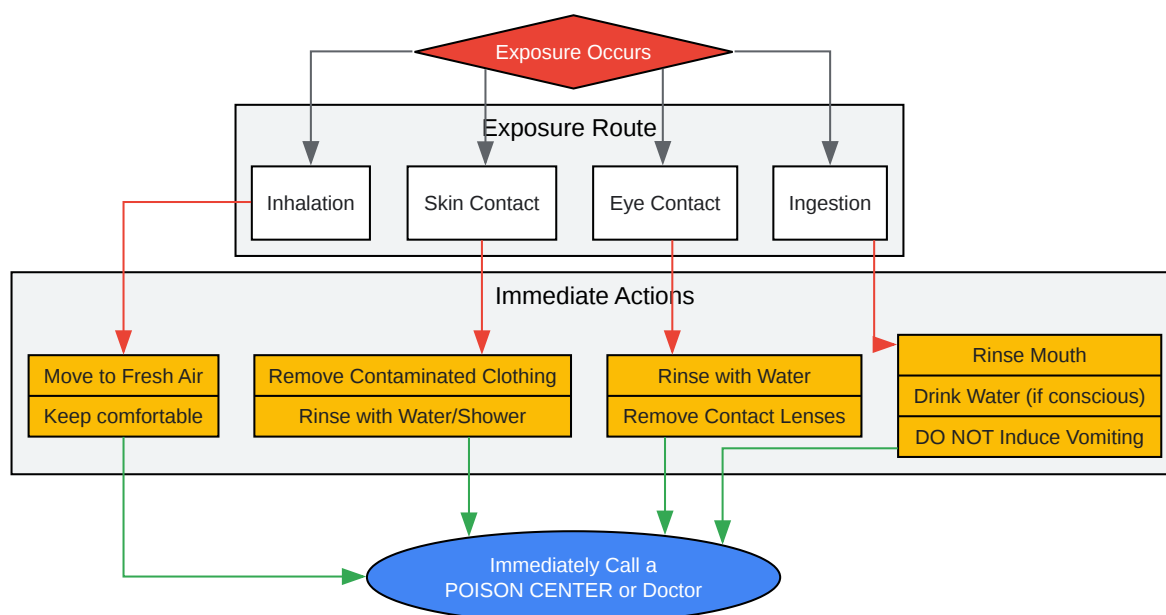 Exposure Occurs
Exposure Route
Inhalation
Skin Contact
Eye Contact
Ingestion
Immediate Actions
Move to Fresh Air
Keep comfortable
Remove Contaminated Clothing
Rinse with Water/Shower
Rinse with Water
Remove Contact Lenses
Rinse Mouth
Drink Water (if conscious)
DO NOT Induce Vomiting
Immediately Call a
POISON CENTER or Doctor